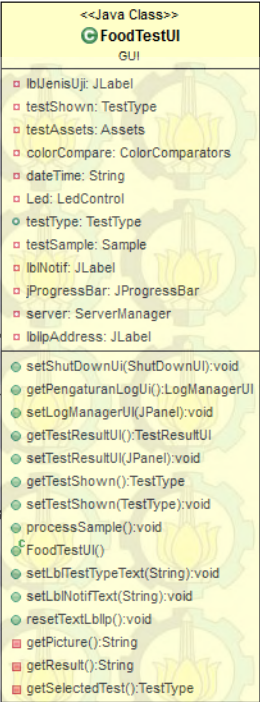 <<Java Class>>
FoodTestUI
GUI
lblJenisUji: JLabel
testShown: TestType
testAssets: Assets
colorCompare: ColorComparators
dateTime: String
Led: LedControl
testType: TestType
testSample: Sample
lblNotif: JLabel
jProgressBar: JProgressBar
server: ServerManager
lblIpAddress: JLabel
setShutDownUi(ShutDownUI):void
getPengaturanLogUi():LogManagerUI
setLogManagerUI(JPanel):void
getTestResultUI():TestResultUI
setTestResultUI(JPanel):void
getTestShown():TestType
setTestShown(TestType):void
processSample():void
FoodTestUI()
setLblTestTypeText(String):void
setLblNotifText(String):void
resetTextLblIp():void
getPicture():String
getResult():String
getSelectedTest():TestType